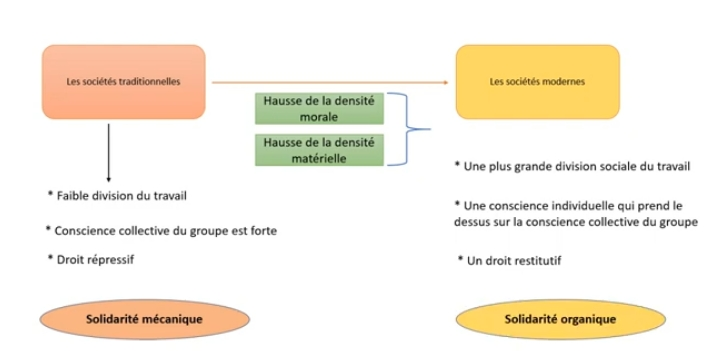 Les sociétés traditionnelles
Les sociétés modernes
Hausse de la densité
morale
Hausse de la densité
matérielle
* Faible division du travail
* Conscience collective du groupe est forte
* Droit répressif
* Une plus grande division sociale du travail
* Une conscience individuelle qui prend le
dessus sur la conscience collective du groupe
* Un droit restitutif
Solidarité mécanique
Solidarité organique